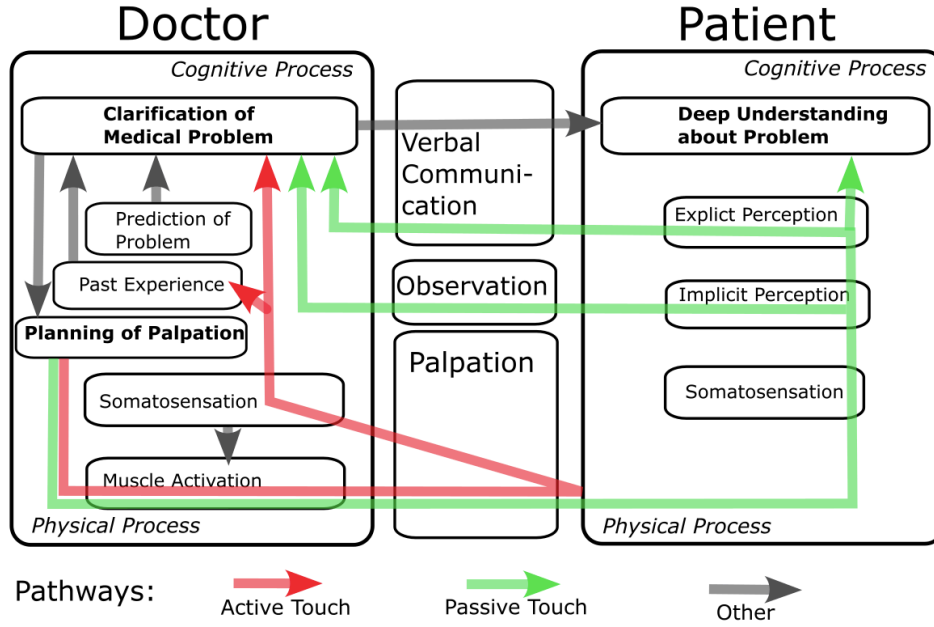 Doctor
Patient
Cognitive Process
Clarification of
Medical Problem
Prediction of
Problem
Past Experience
Planning of Palpation
Somatosensation
Muscle Activation
Physical Process
Verbal
Communi-
cation
Observation
Palpation
Cognitive Process
Deep Understanding
about Problem
Explict Perception
Implicit Perception
Somatosensation
Physical Process
Pathways:
Active Touch
Passive Touch
Other